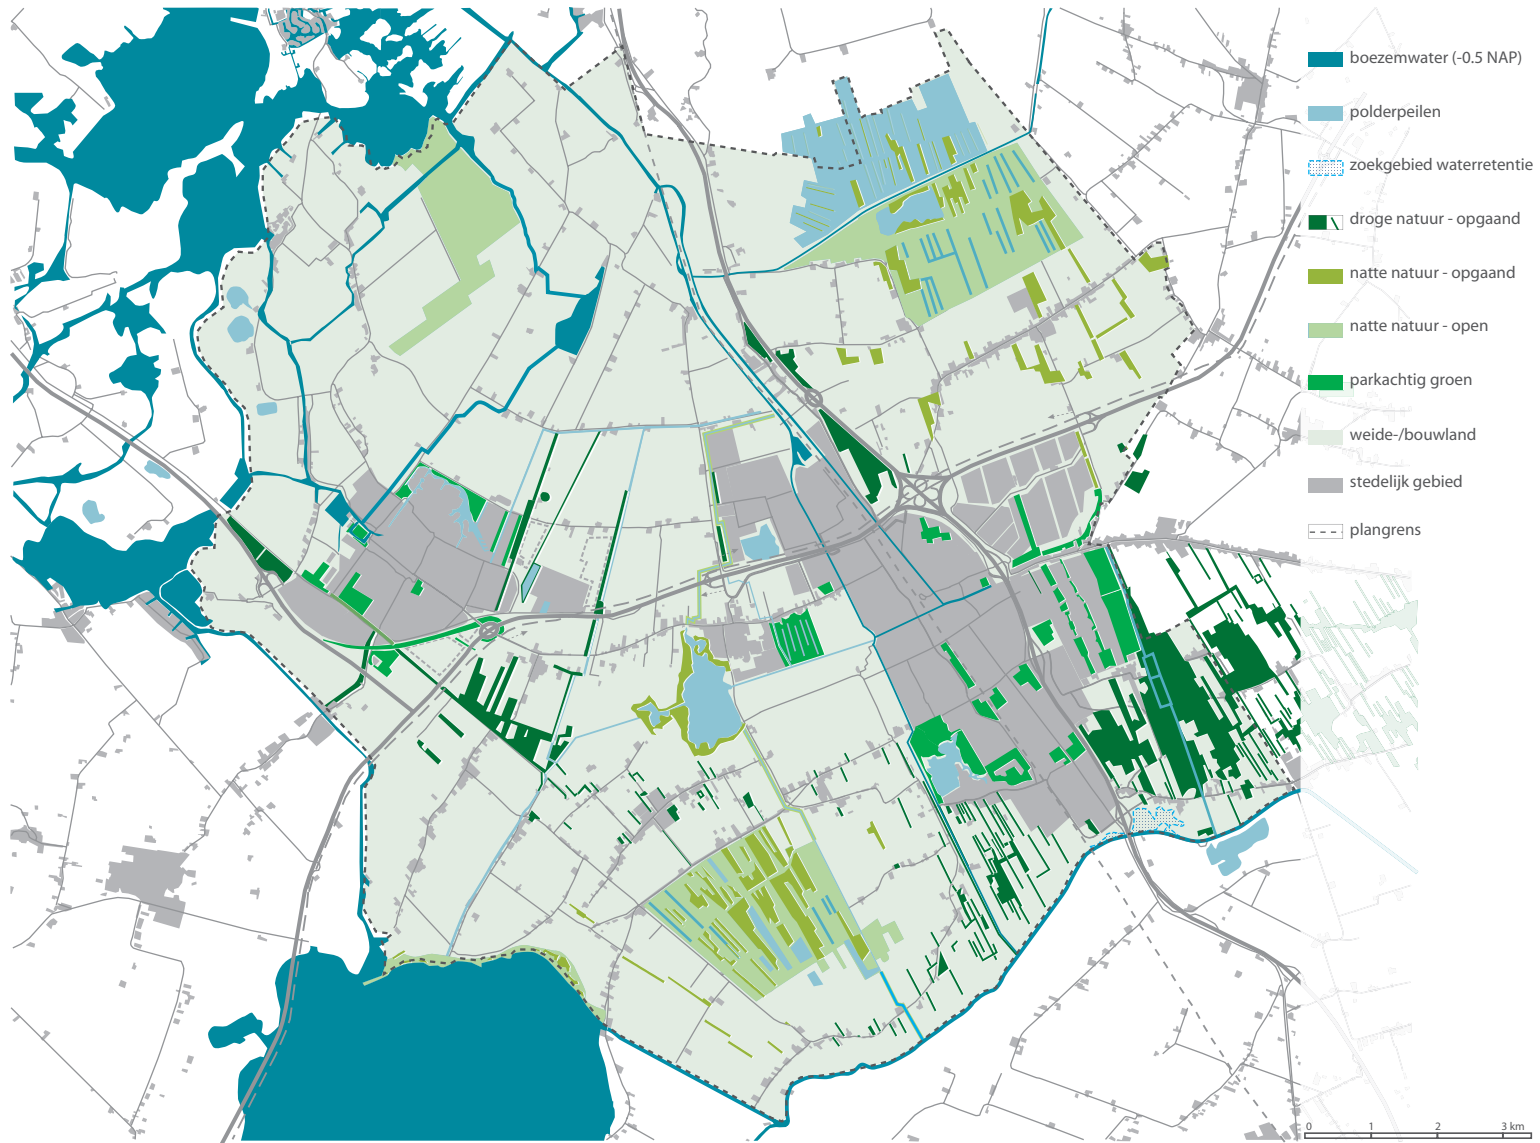 boezemwater (-0.5 NAP)
polderpeilen
zoekgebied waterretentie
droge natuur - opgaand
natte natuur - opgaand
natte natuur - open
parkachtig groen
weide-/bouwland
stedelijk gebied
plangrens
0 1 2 3 km